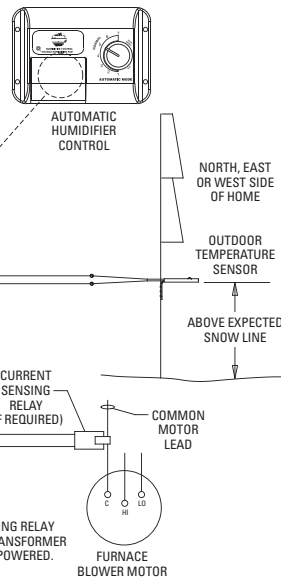 AUTOMATIC MODE
AUTOMATIC
HUMIDIFIER
CONTROL
NORTH, EAST
OR WEST SIDE
OF HOME
OUTDOOR
TEMPERATURE
SENSOR
ABOVE EXPECTED
SNOW LINE
CURRENT
SENSING
RELAY
F REQUIRED)
COMMON
MOTOR
LEAD
C
HI
LO
NG RELAY
ANSFORMER
POWERED.
FURNACE
BLOWER MOTOR